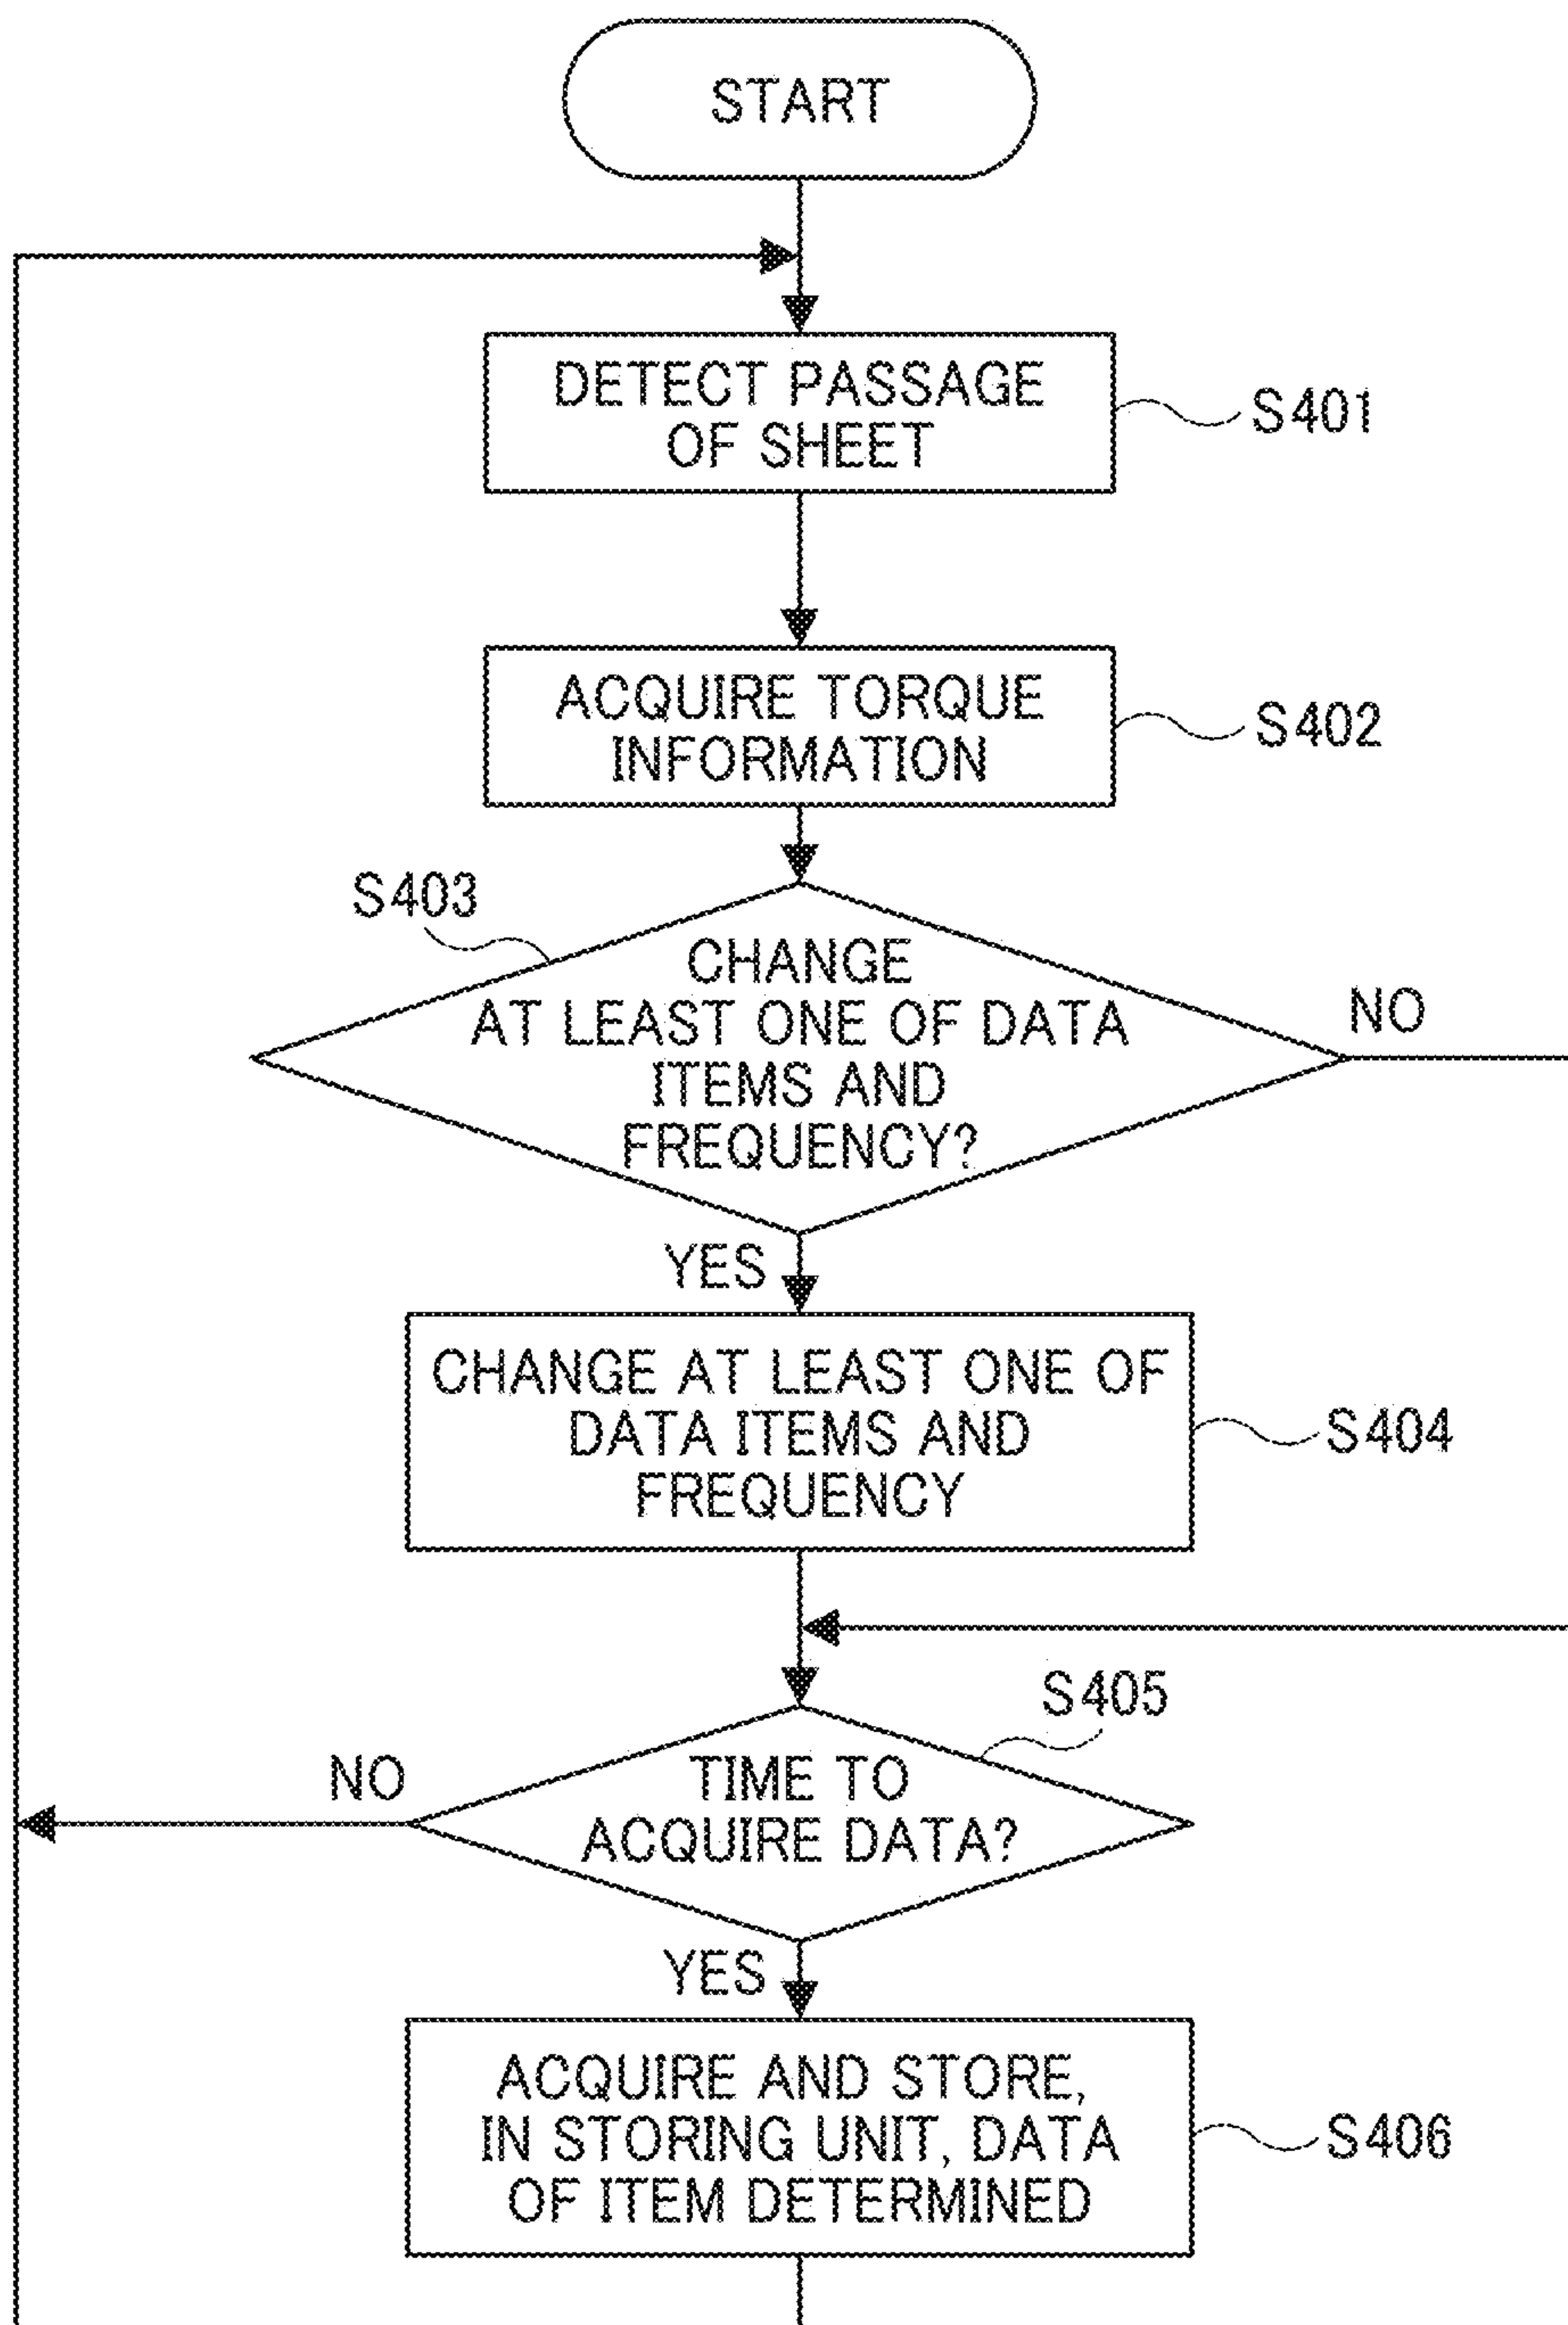 START
DETECT PASSAGE
OF SHEET
S401
ACQUIRE TORQUE
INFORMATION
S402
S403
CHANGE
AT LEAST ONE OF DATA
ITEMS AND
FREQUENCY?
NO
YES
CHANGE AT LEAST ONE OF
DATA ITEMS AND
FREQUENCY
S404
S405
NO
TIME TO
ACQUIRE DATA?
YES
ACQUIRE AND STORE,
IN STORING UNIT, DATA
OF ITEM DETERMINED
S406